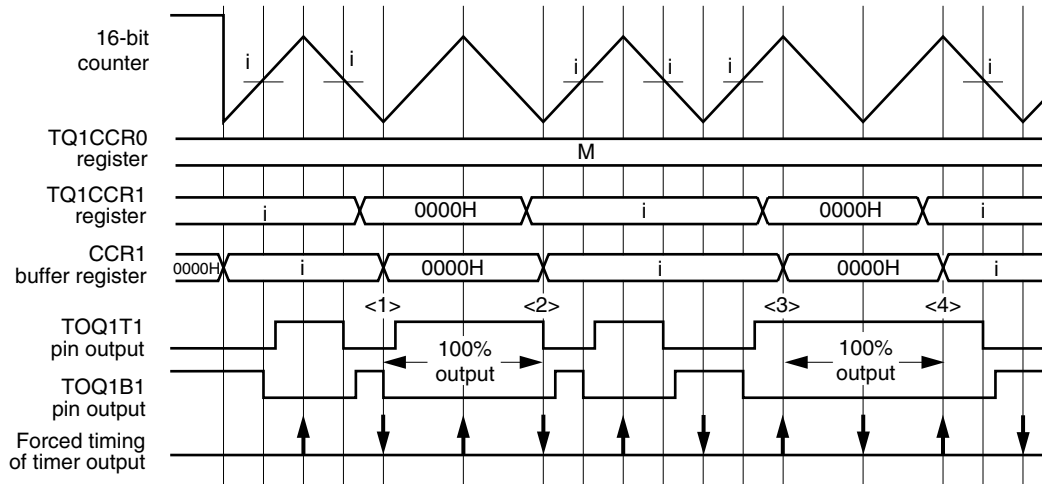 16-bit
counter
i i i i i i
TQ1CCR0
register
M
TQ1CCR1
register
i 0000H i 0000H i
CCR1
buffer register
0000H i 0000H i 0000H i
<1> <2> <3> <4>
TOQ1T1
pin output
100%
output
100%
output
TOQ1B1
pin output
Forced timing
of timer output